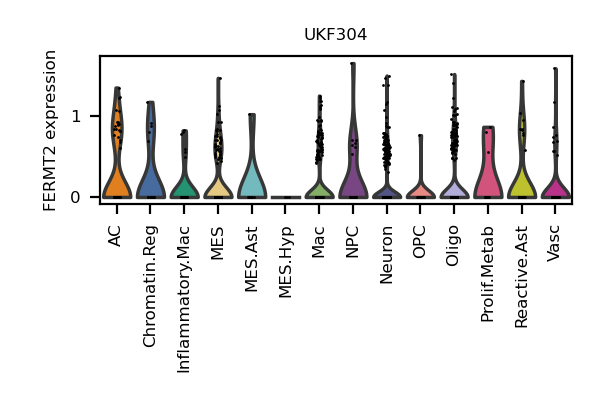 UKF304
FERMT2 expression
1
0
AC
Chromatin.Reg
Inflammatory.Mac
MES
MES.Ast
MES.Hyp
Mac
NPC
Neuron
OPC
Oligo
Prolif.Metab
Reactive.Ast
Vasc